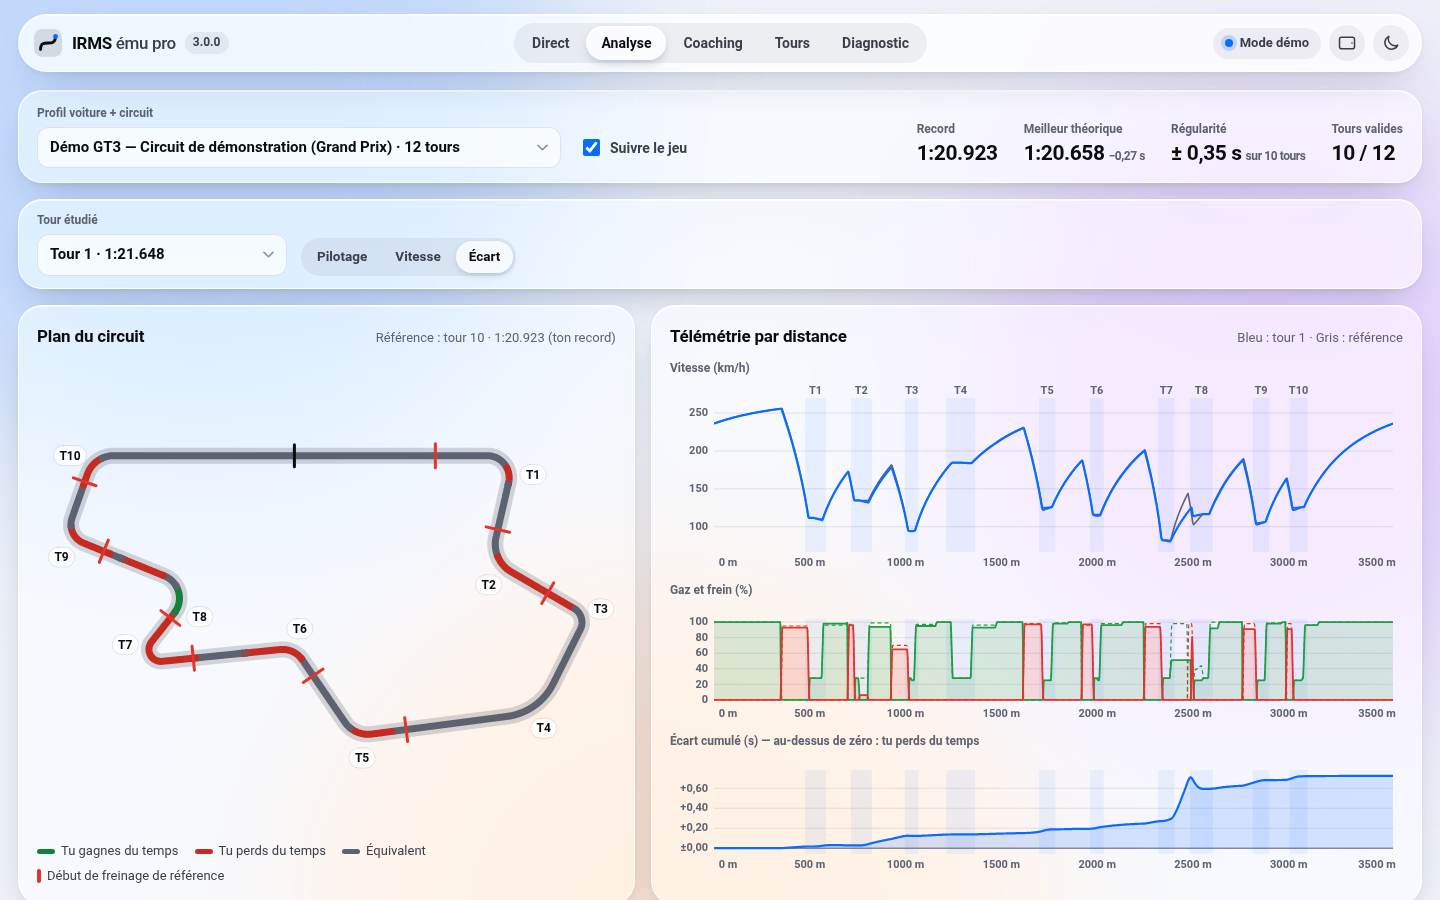 IRMS ému pro 3.0.0
Direct Analyse Coaching Tours Diagnostic
Mode démo
Profil voiture + circuit
Démo GT3 — Circuit de démonstration (Grand Prix) · 12 tours
Suivre le jeu
Record
1:20.923
Meilleur théorique
1:20.658 −0,27 s
Régularité
± 0,35 s sur 10 tours
Tours valides
10 / 12
Tour étudié
Tour 1 · 1:21.648
Pilotage Vitesse Écart
Plan du circuit
Référence : tour 10 · 1:20.923 (ton record)
T10
T1
T9
T2
T3
T8
T6
T7
T4
T5
Tu gagnes du temps
Tu perds du temps
Équivalent
Début de freinage de référence
Télémétrie par distance
Bleu : tour 1 · Gris : référence
Vitesse (km/h)
T1 T2 T3 T4 T5 T6 T7 T8 T9 T10
250
200
150
100
0 m 500 m 1000 m 1500 m 2000 m 2500 m 3000 m 3500 m
Gaz et frein (%)
100
80
60
40
20
0
0 m 500 m 1000 m 1500 m 2000 m 2500 m 3000 m 3500 m
Écart cumulé (s) — au-dessus de zéro : tu perds du temps
+0,60
+0,40
+0,20
±0,00
0 m 500 m 1000 m 1500 m 2000 m 2500 m 3000 m 3500 m